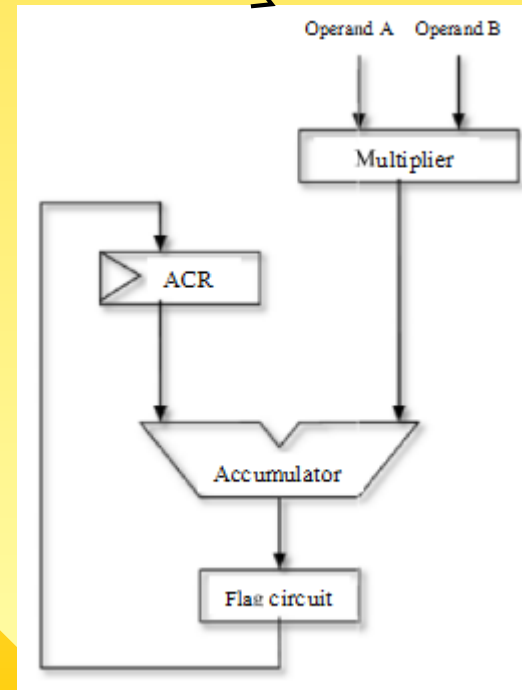 Operand A Operand B
Multiplier
ACR
Accumulator
Flag circuit